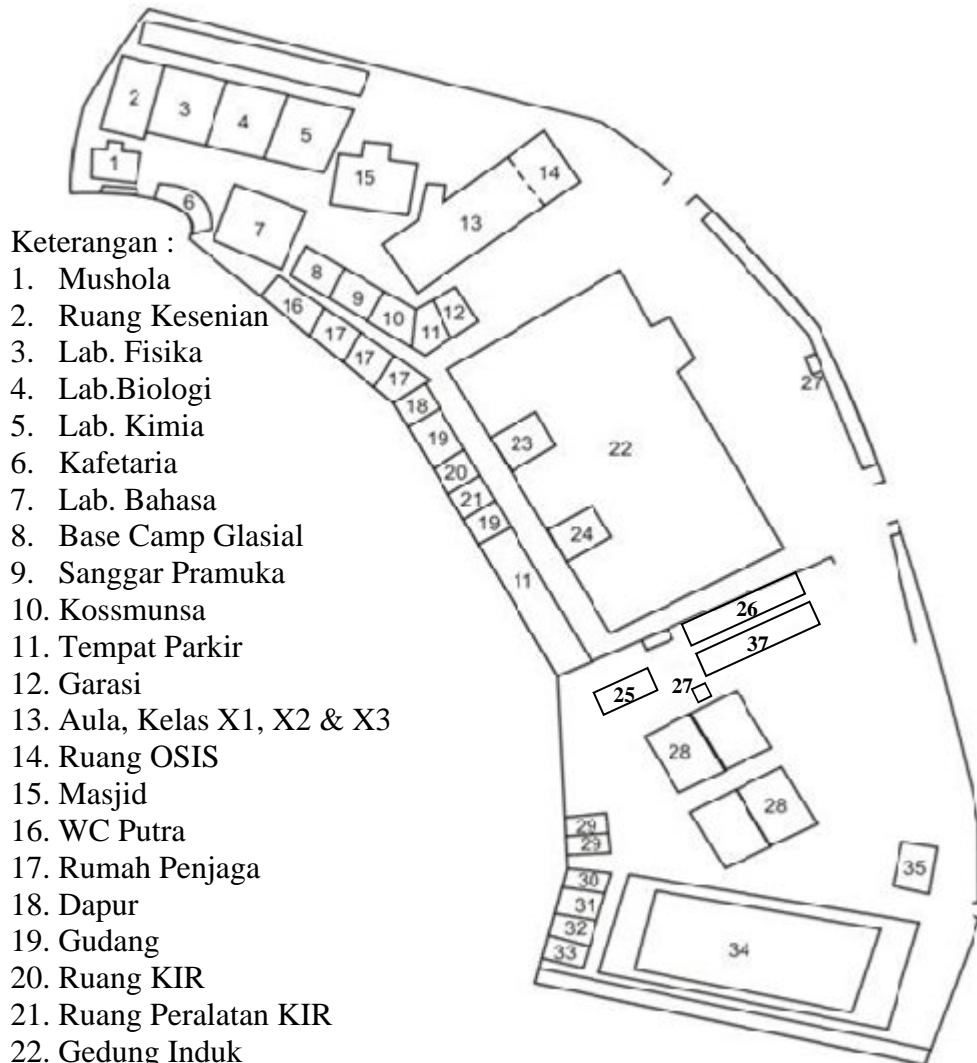 2
3
4
5
1
15
14
6
7
13
Keterangan :
1. Mushola
2. Ruang Kesenian
3. Lab. Fisika
4. Lab.Biologi
5. Lab. Kimia
6. Kafetaria
7. Lab. Bahasa
8. Base Camp Glasial
9. Sanggar Pramuka
10. Kossmunsa
11. Tempat Parkir
12. Garasi
13. Aula, Kelas X1, X2 & X3
14. Ruang OSIS
15. Masjid
16. WC Putra
17. Rumah Penjaga
18. Dapur
19. Gudang
20. Ruang KIR
21. Ruang Peralatan KIR
22. Gedung Induk
8
9
10
11
12
16
17
17
17
18
19
20
21
19
11
22
23
24
27
26
37
25
27
28
28
29
29
30
31
32
33
34
35